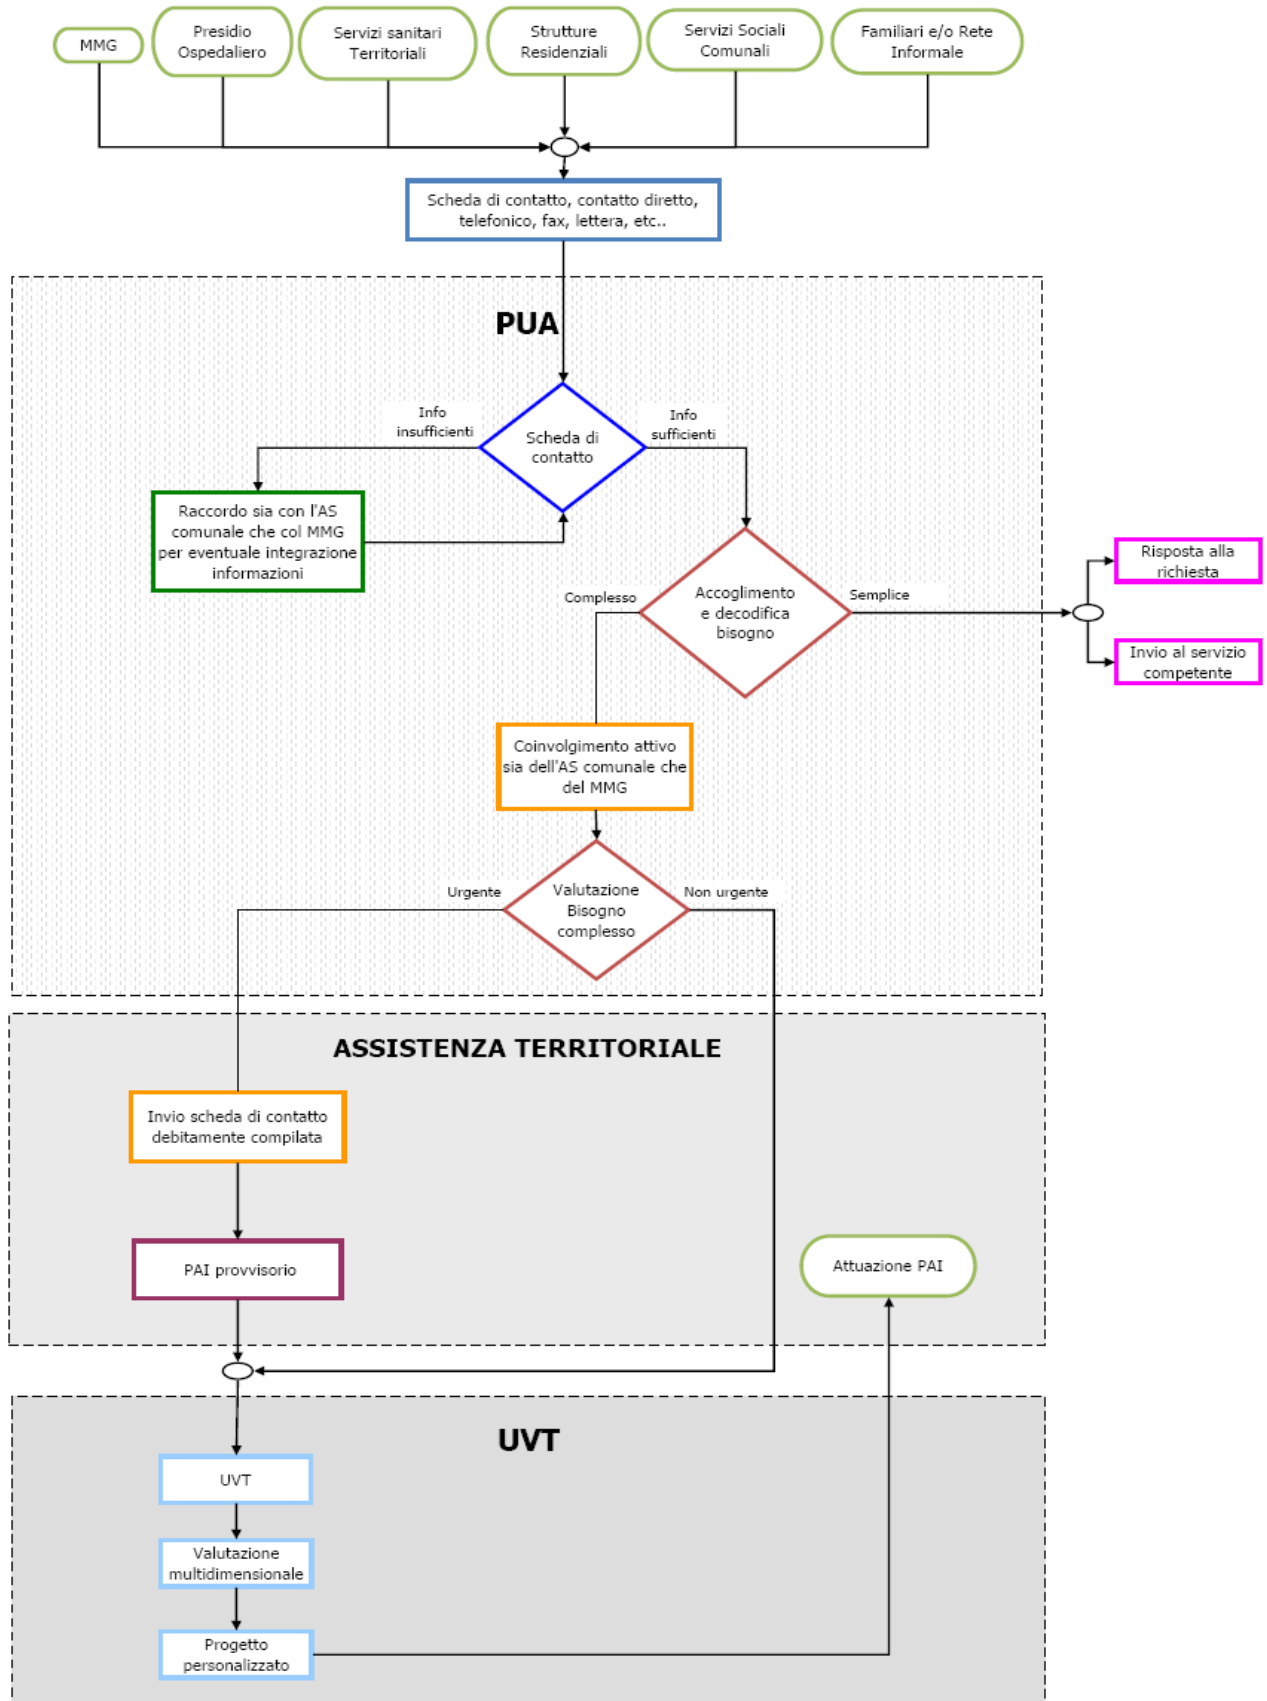 MMG
Presidio
Ospedaliero
Servizi sanitari
Territoriali
Strutture
Residenziali
Servizi Sociali
Comunali
Familiari e/o Rete
Informale
Scheda di contatto, contatto diretto,
telefonico, fax, lettera, etc..
PUA
Info
insufficienti
Scheda di
contatto
Info
sufficienti
Raccordo sia con l'AS
comunale che col MMG
per eventuale integrazione
informazioni
Complesso
Accoglimento
e decodifica
bisogno
Semplice
Risposta alla
richiesta
Invio al servizio
competente
Coinvolgimento attivo
sia dell'AS comunale che
del MMG
Urgente
Valutazione
Bisogno
complesso
Non urgente
ASSISTENZA TERRITORIALE
Invio scheda di contatto
debitamente compilata
PAI provvisorio
Attuazione PAI
UVT
UVT
Valutazione
multidimensionale
Progetto
personalizzato